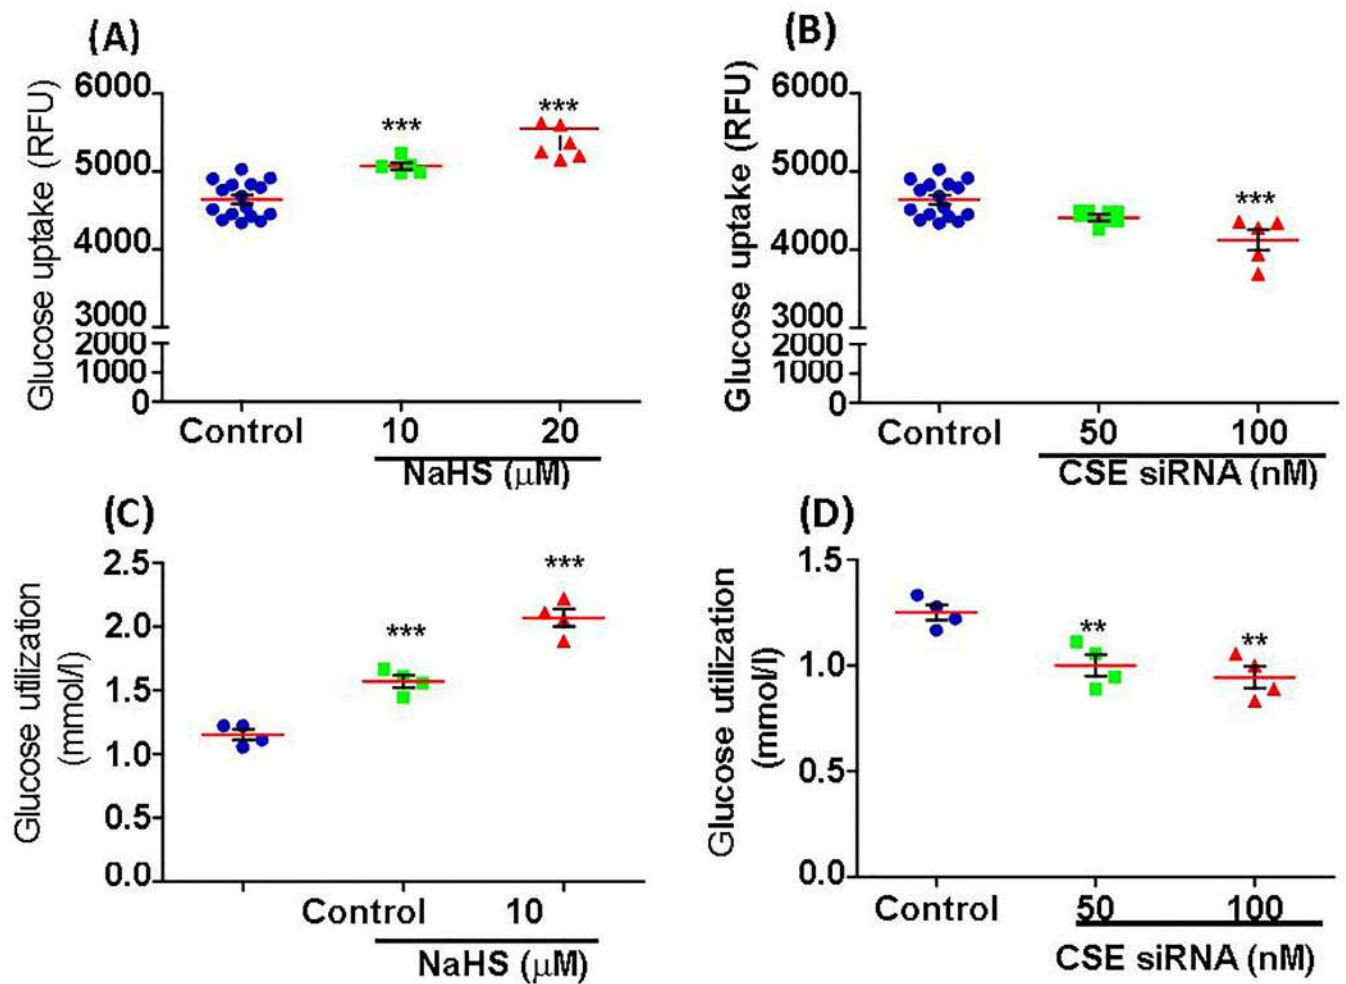 (A)
Glucose uptake (RFU)
6000
***
***
5000
4000
3000
2000
1000
0
Control 10 20
NaHS (μM)
(B)
Glucose uptake (RFU)
6000
5000
***
4000
3000
2000
1000
0
Control 50 100
CSE siRNA (nM)
(C)
Glucose utilization
(mmol/l)
2.5
***
***
2.0
1.5
1.0
0.5
0.0
Control 10
NaHS (μM)
(D)
Glucose utilization
(mmol/l)
1.5
**
**
1.0
0.5
0.0
Control 50 100
CSE siRNA (nM)